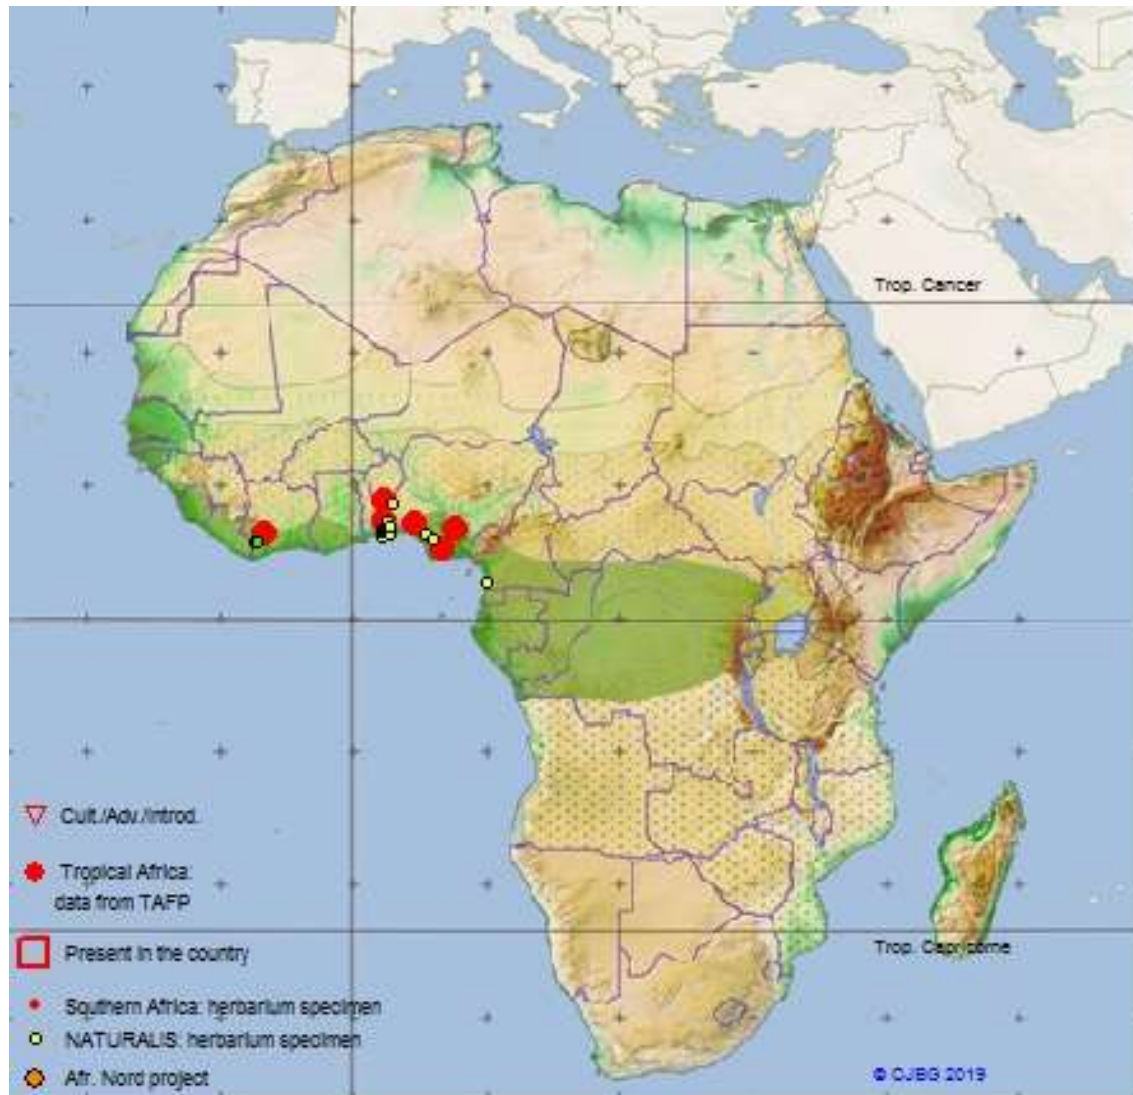 Trop. Cancer
Cult./Adv./Introd.
Tropical Africa:
data from TAFP
Present in the country
Trop. Capricorne
Southern Africa: herbarium specimen
NATURALIS: herbarium specimen
Afr. Nord project
© CJBG 2019